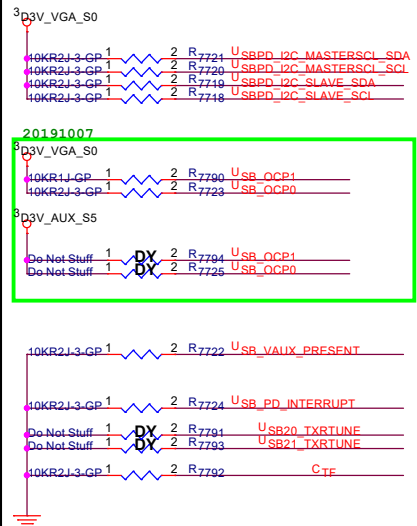 3D3V_VGA_S0
10KR2J-3-GP 1 2 R7721 USBPD_I2C_MASTERSCL_SDA
10KR2J-3-GP 1 2 R7720 USBPD_I2C_MASTERSCL_SCL
10KR2J-3-GP 1 2 R7719 USBPD_I2C_SLAVE_SDA
10KR2J-3-GP 1 2 R7718 USBPD_I2C_SLAVE_SCL
20191007
3D3V_VGA_S0
10KR1J-GP 1 2 R7790 USB_OCP1
10KR2J-3-GP 1 2 R7723 USB_OCP0
3D3V_AUX_S5
Do Not Stuff 1 DY 2 R7794 USB_OCP1
Do Not Stuff 1 DY 2 R7725 USB_OCP0
10KR2J-3-GP 1 2 R7722 USB_VAUX_PRESENT
10KR2J-3-GP 1 2 R7724 USB_PD_INTERRUPT
Do Not Stuff 1 DY 2 R7791 USB20_TXRTUNE
Do Not Stuff 1 DY 2 R7793 USB21_TXRTUNE
10KR2J-3-GP 1 2 R7792 CTF